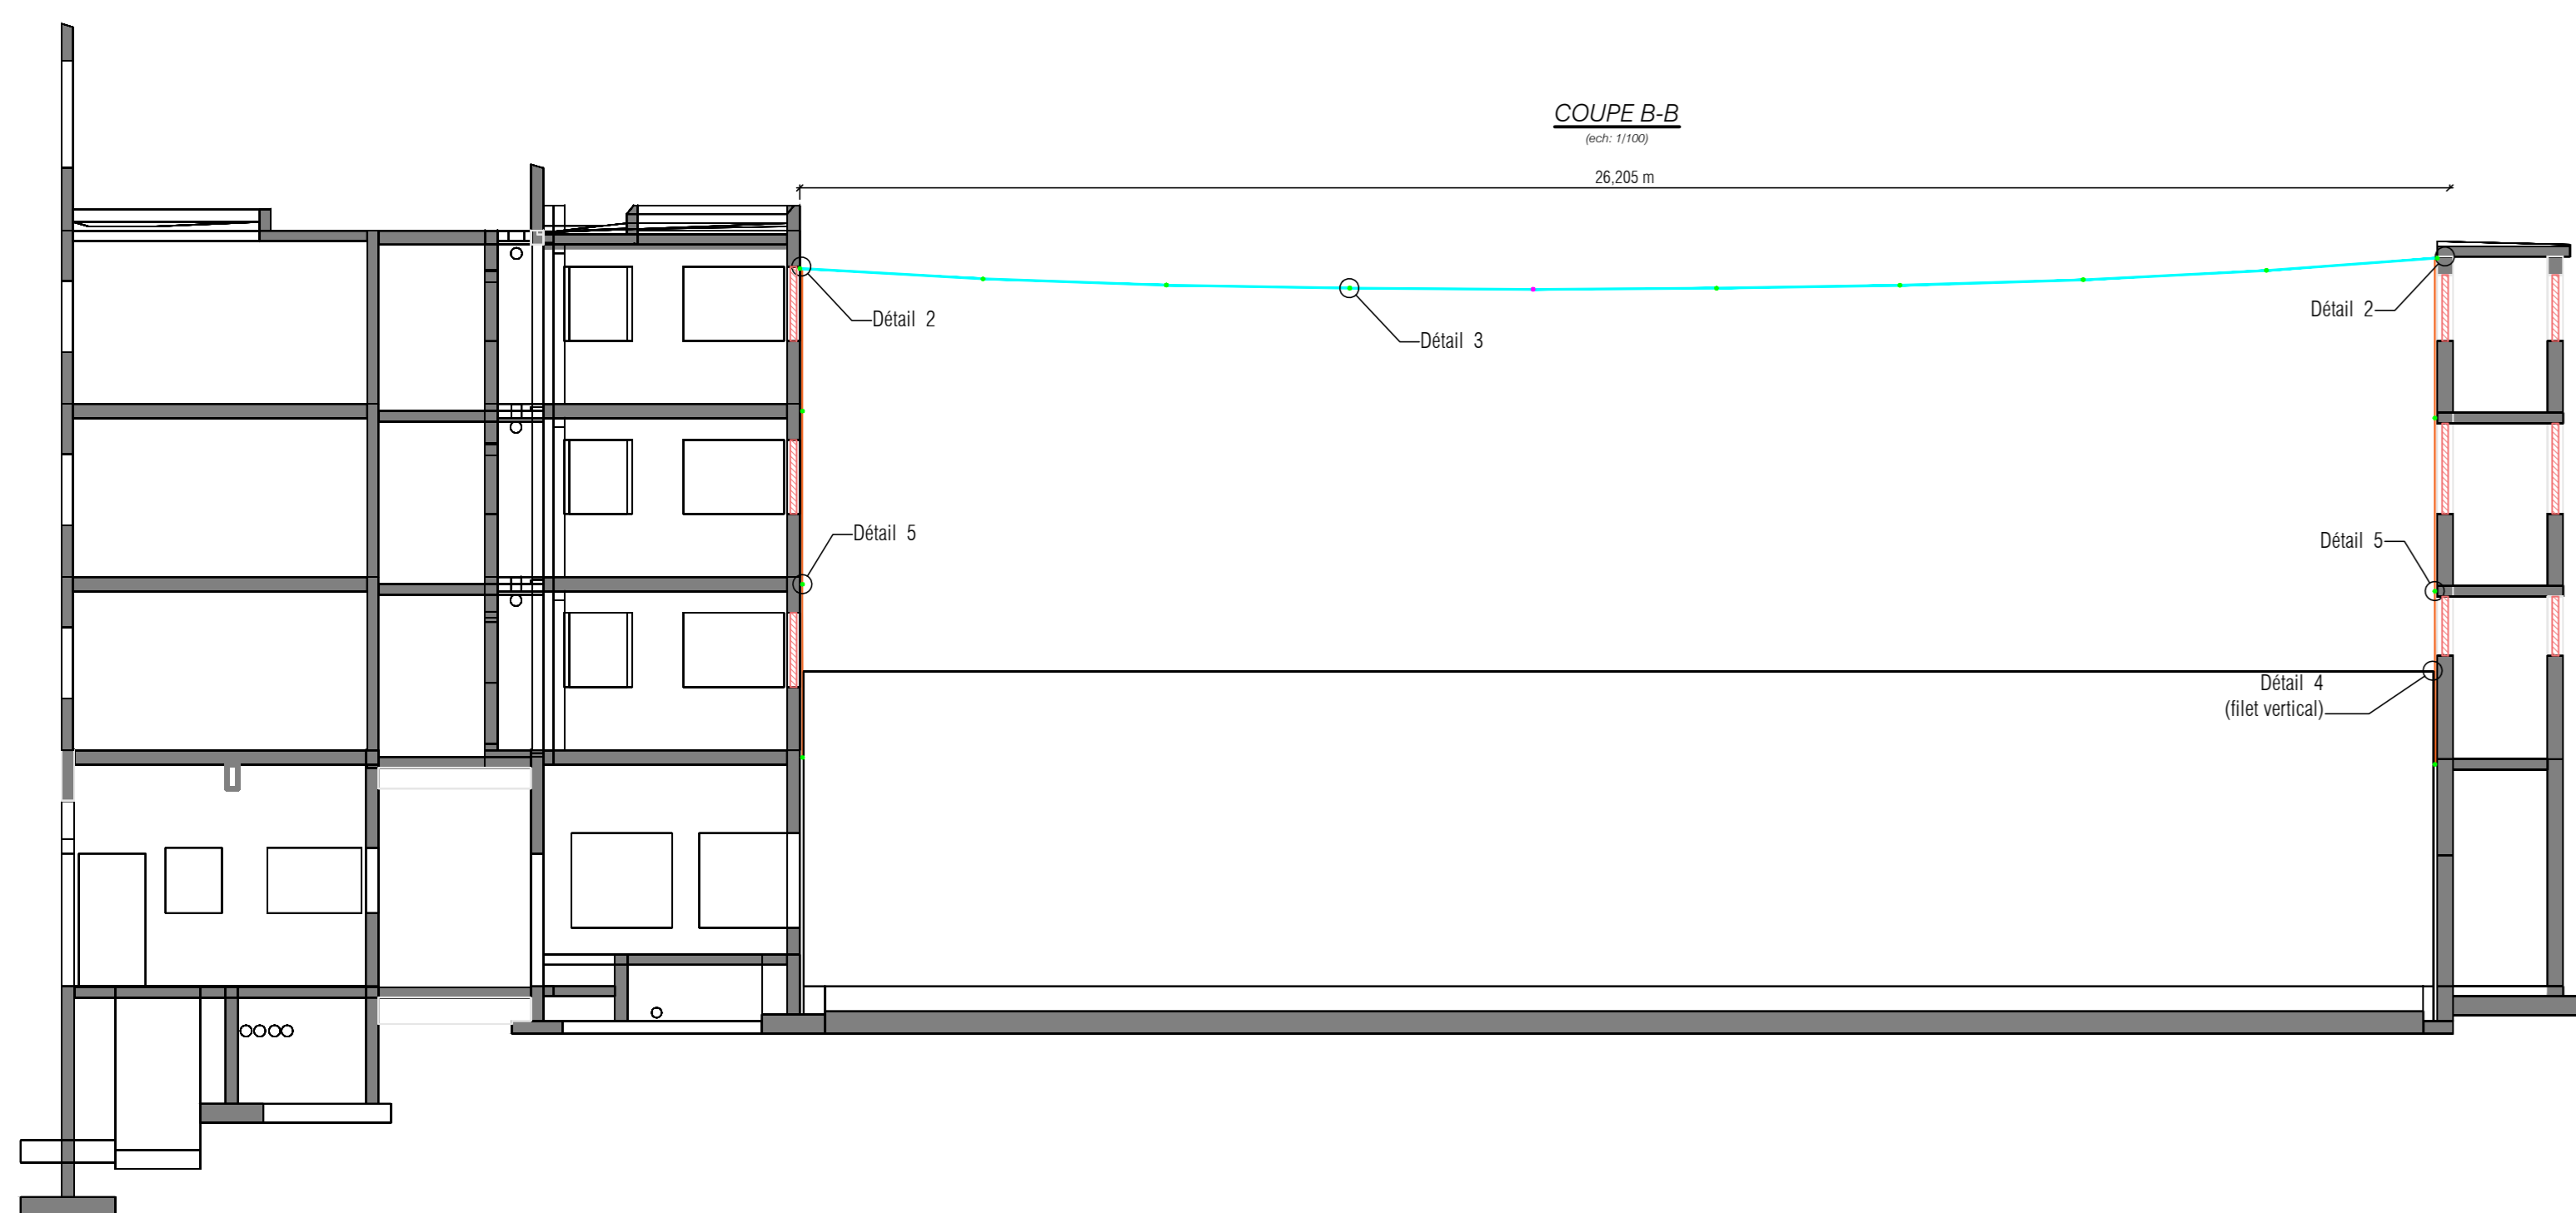 COUPE B-B
(ech: 1/100)
26,205 m
Détail 2
Détail 3
Détail 2
Détail 5
Détail 5
Détail 4
(filet vertical)